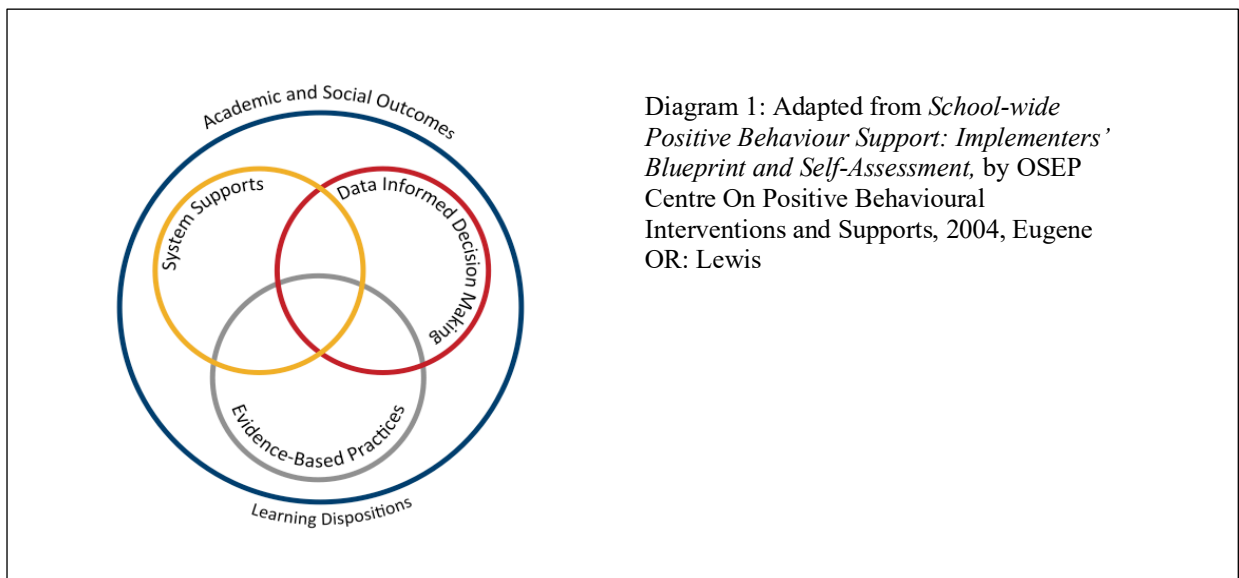 Academic and Social Outcomes
System Supports
Data Informed Decision Making
Evidence-Based Practices
Learning Dispositions
Diagram 1: Adapted from School-wide
Positive Behaviour Support: Implementers’
Blueprint and Self-Assessment, by OSEP
Centre On Positive Behavioural
Interventions and Supports, 2004, Eugene
OR: Lewis